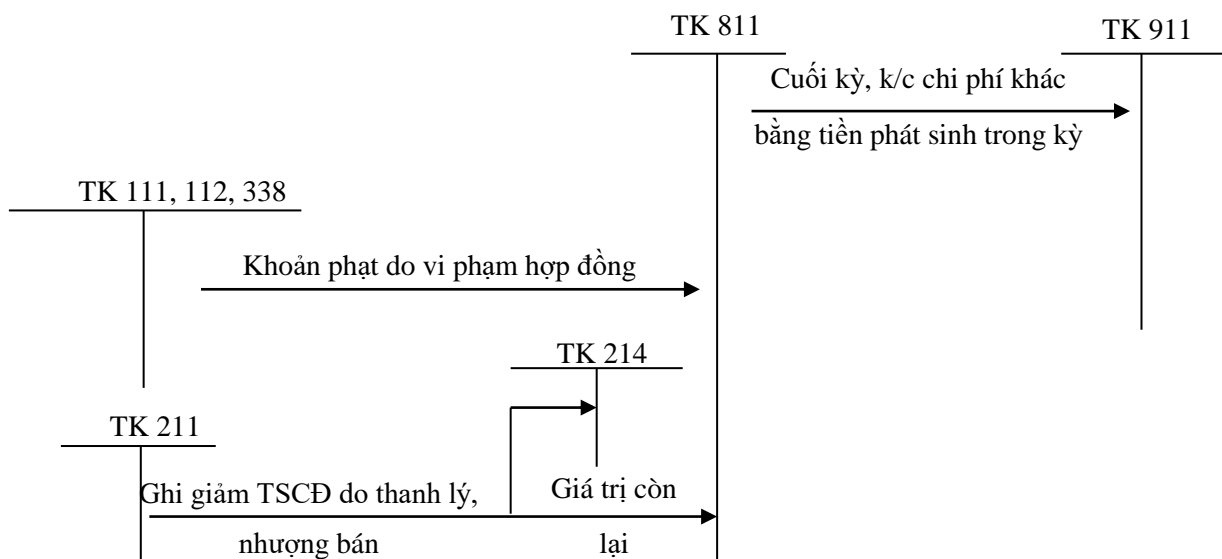 TK 811
TK 911
Cuối kỳ, k/c chi phí khác
bằng tiền phát sinh trong kỳ
TK 111, 112, 338
Khoản phạt do vi phạm hợp đồng
TK 214
TK 211
Ghi giảm TSCĐ do thanh lý,
nhượng bán
Giá trị còn
lại